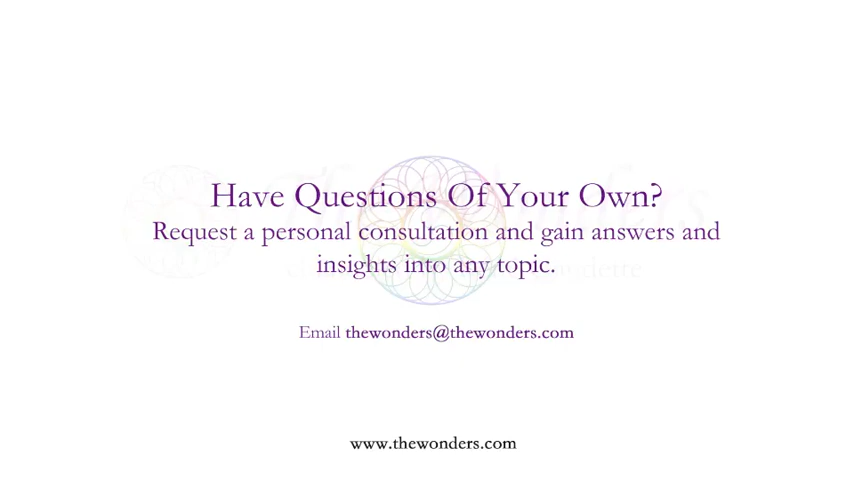 Have Questions Of Your Own?
Request a personal consultation and gain answers and
insights into any topic.
Email thewonders@thewonders.com
www.thewonders.com